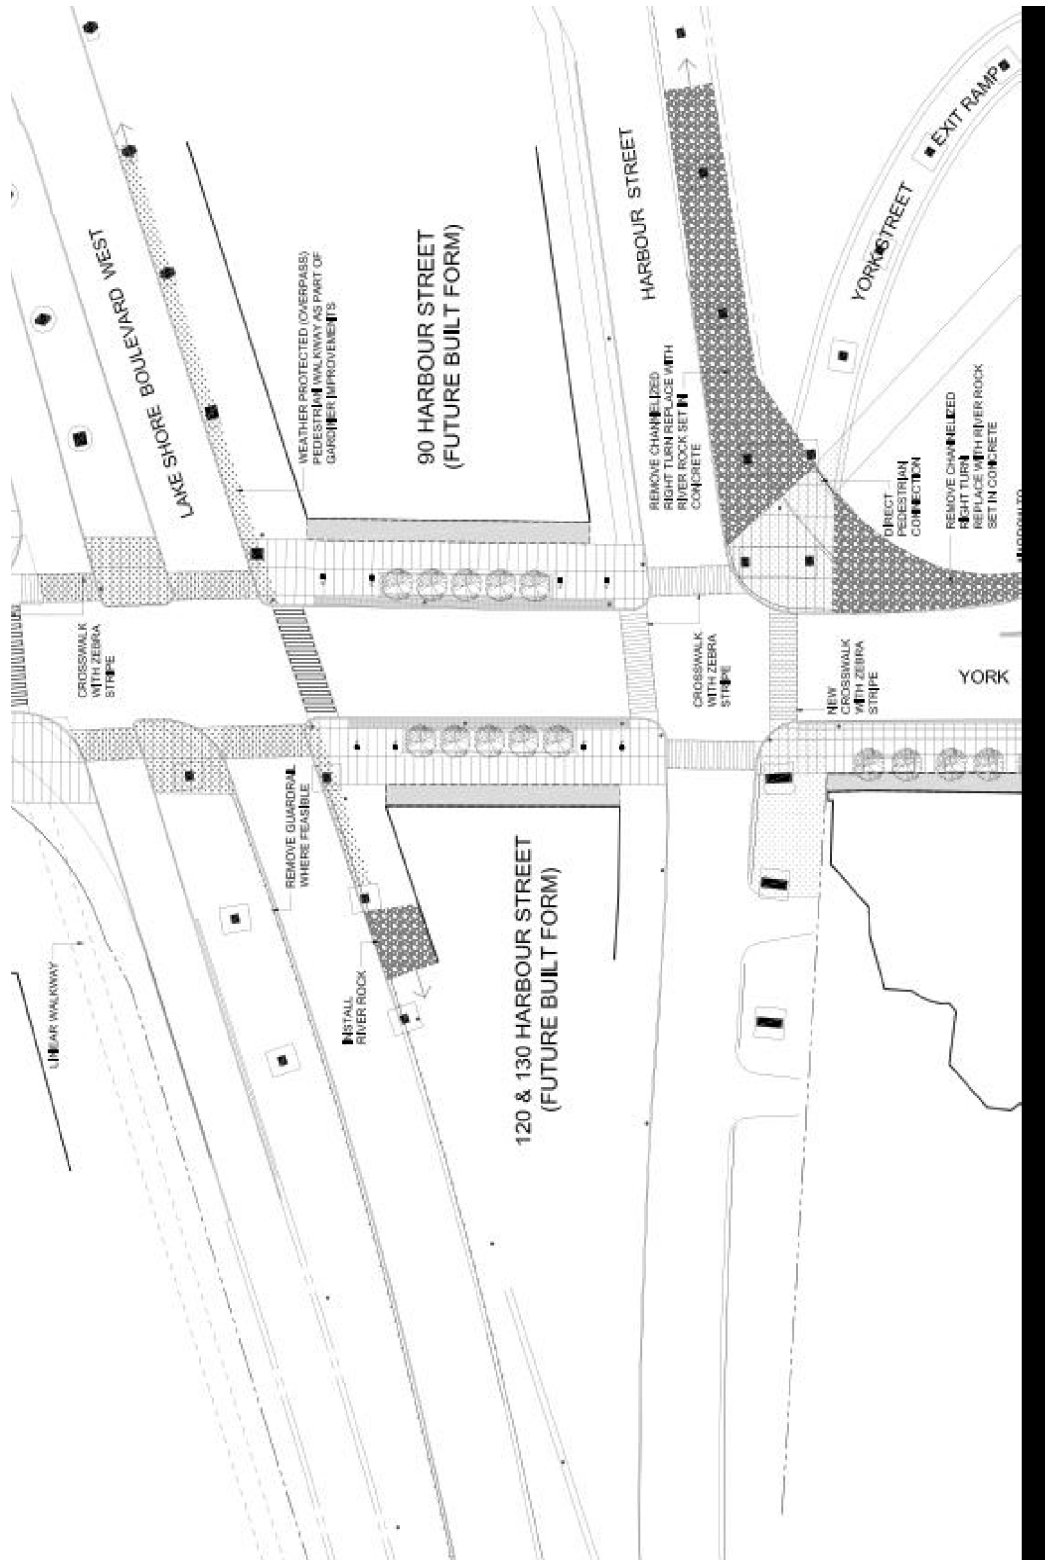 LAKE SHORE BOULEVARD WEST
WEATHER PROTECTED (OVERPASS)
PEDESTRIAN WALKWAY AS PART OF
GARDINER IMPROVEMENTS
90 HARBOUR STREET
(FUTURE BUILT FORM)
HARBOUR STREET
REMOVE CHANNELIZED
RIGHT TURN REPLACE WITH
RIVER ROCK SET IN
CONCRETE
YORK STREET
EXIT RAMP
DIRECT
PEDESTRIAN
CONNECTION
REMOVE CHANNELIZED
RIGHT TURN
REPLACE WITH RIVER ROCK
SET IN CONCRETE
CROSSWALK
WITH ZEBRA
STRIPE
CROSSWALK
WITH ZEBRA
STRIPE
NEW
CROSSWALK
WITH ZEBRA
STRIPE
YORK
LINEAR WALKWAY
REMOVE GUARDRAIL
WHERE FEASIBLE
INSTALL
RIVER ROCK
120 & 130 HARBOUR STREET
(FUTURE BUILT FORM)